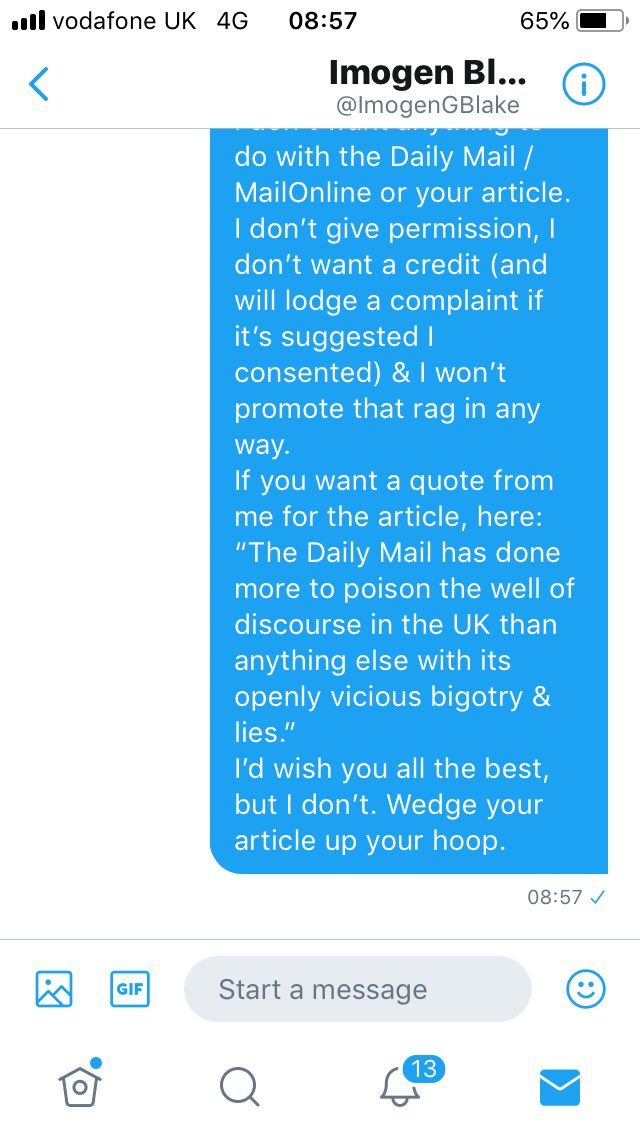 vodafone UK 4G 08:57 65%
Imogen Bl...
@ImogenGBlake
do with the Daily Mail /
MailOnline or your article.
I don’t give permission, I
don’t want a credit (and
will lodge a complaint if
it’s suggested I
consented) & I won’t
promote that rag in any
way.
If you want a quote from
me for the article, here:
“The Daily Mail has done
more to poison the well of
discourse in the UK than
anything else with its
openly vicious bigotry &
lies.”
I’d wish you all the best,
but I don’t. Wedge your
article up your hoop.
08:57
GIF
Start a message
13